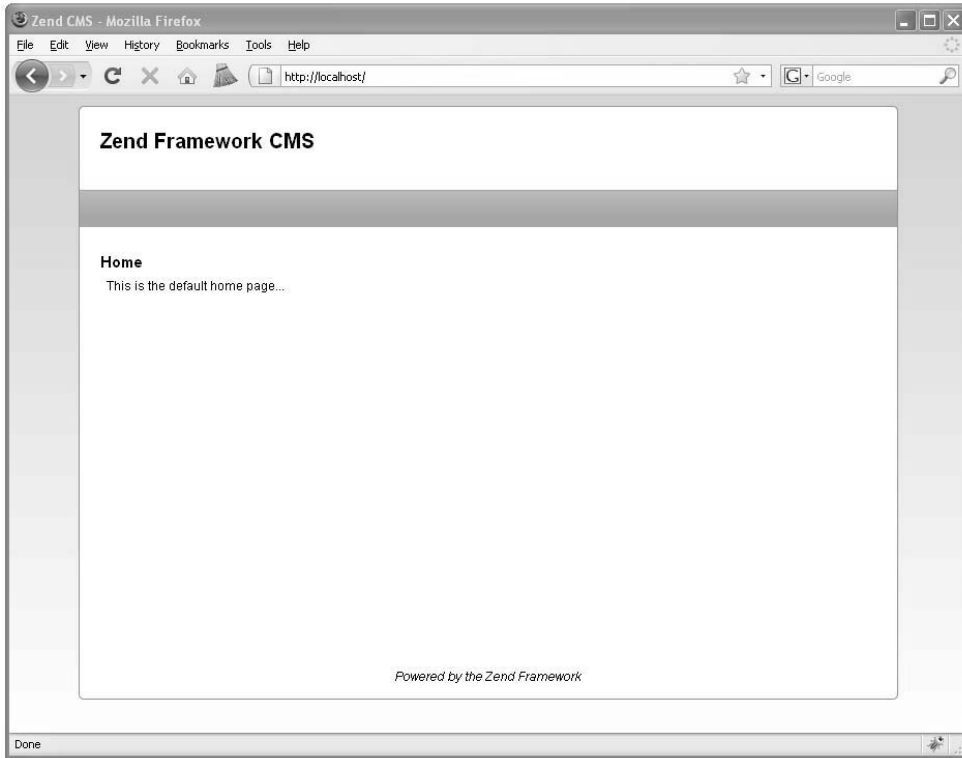 Zend CMS - Mozilla Firefox
File Edit View History Bookmarks Tools Help
http://localhost/ G Google
Zend Framework CMS
Home
This is the default home page...
Powered by the Zend Framework
Done